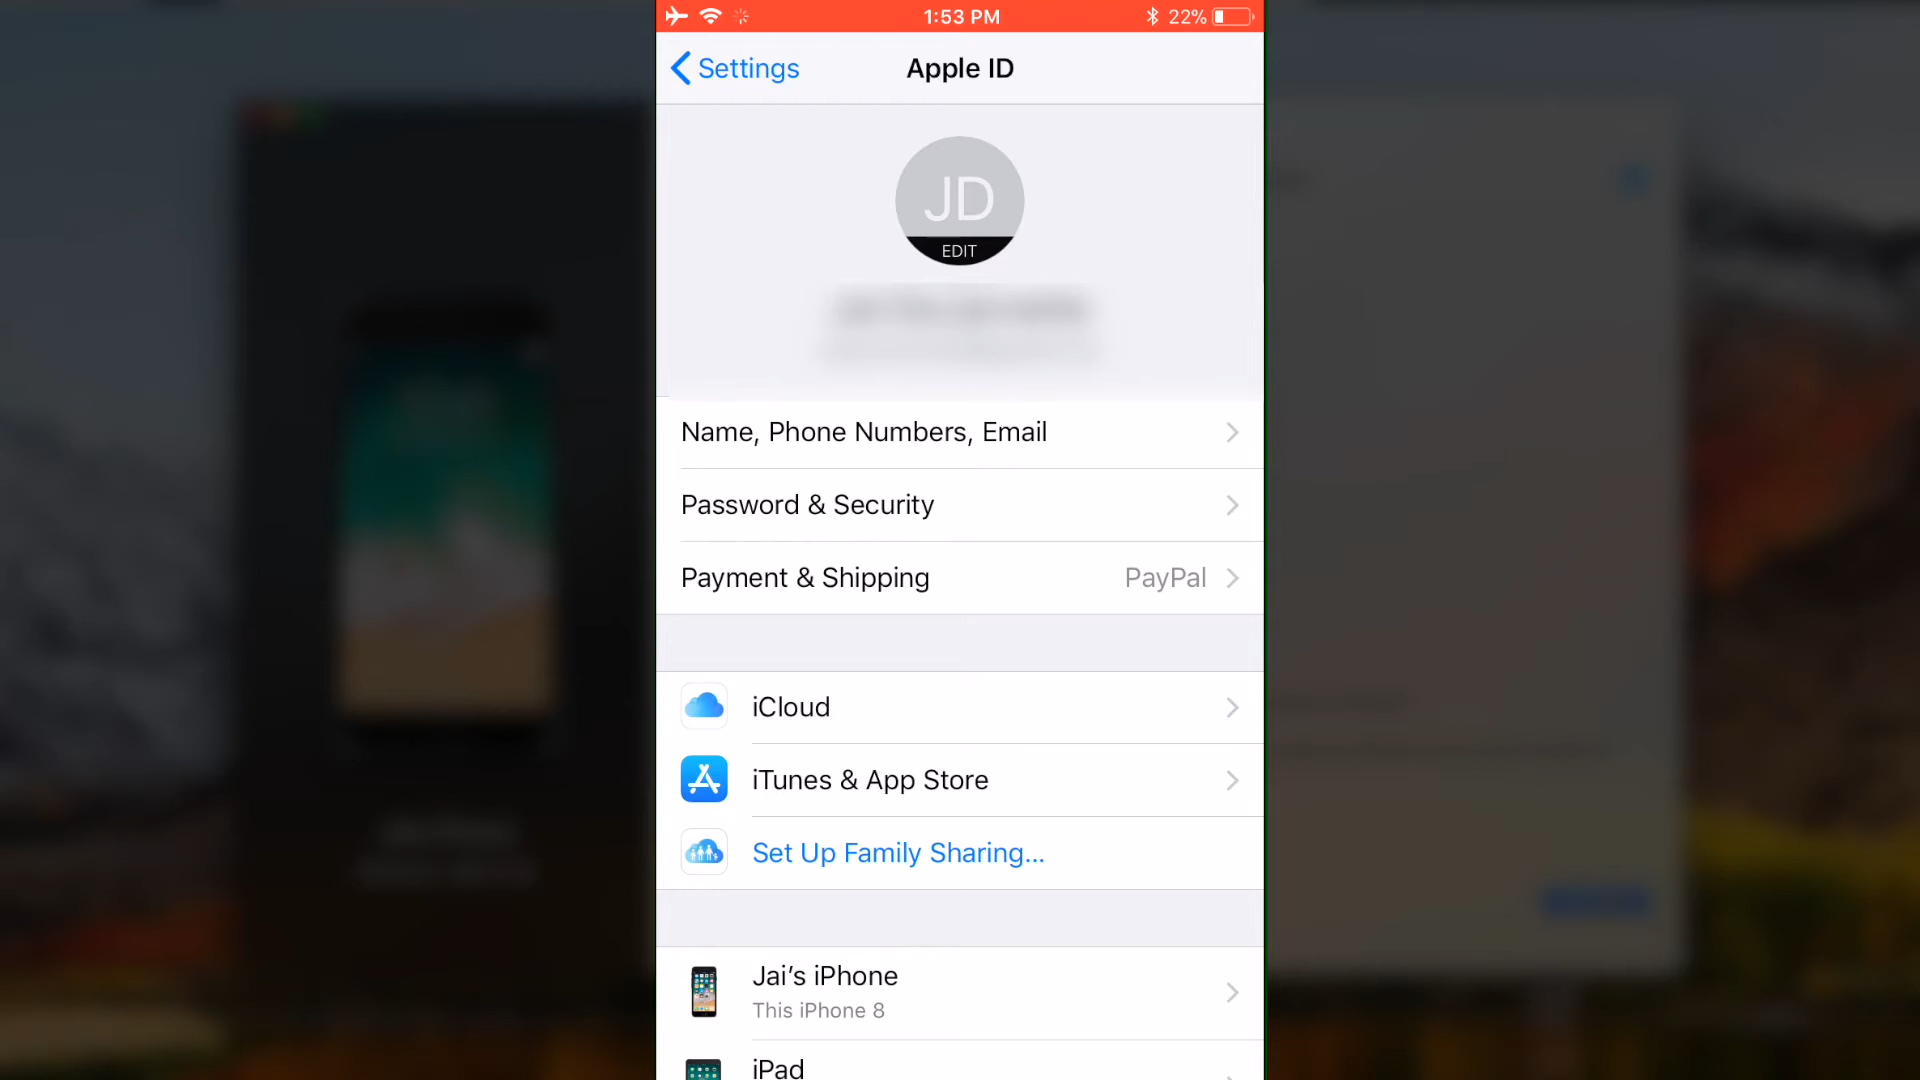 1:53 PM
22%
Settings
Apple ID
JD
EDIT
Name, Phone Numbers, Email
Password & Security
Payment & Shipping PayPal
iCloud
iTunes & App Store
Set Up Family Sharing...
Jai’s iPhone
This iPhone 8
iPad